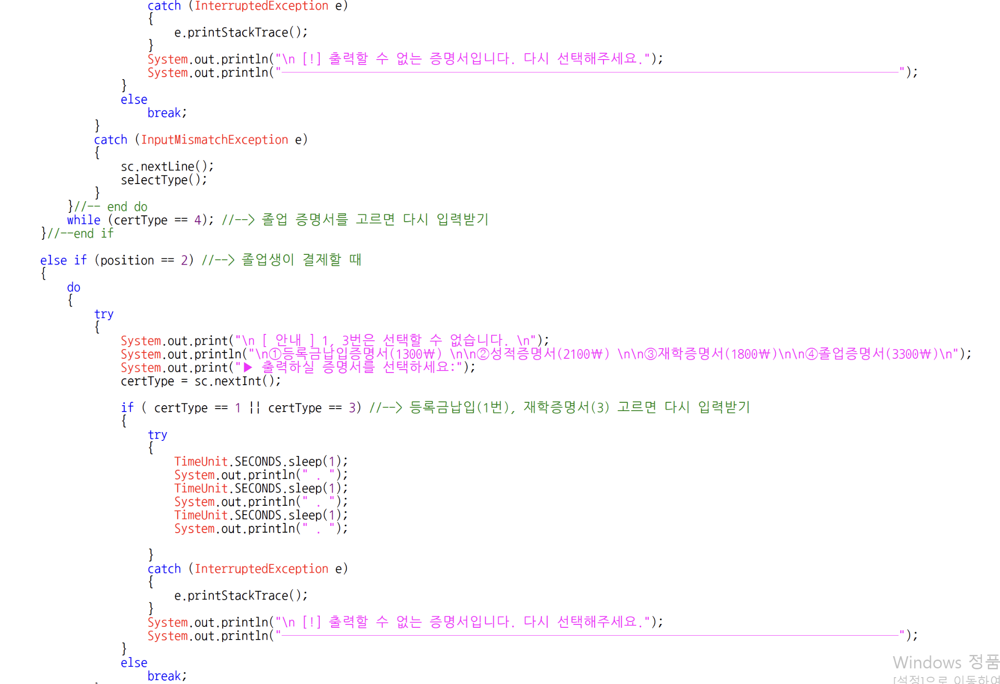 catch (InterruptedException e)
{
e.printStackTrace();
}
System.out.println("\n [!] 출력할 수 없는 증명서입니다. 다시 선택해주세요.");
System.out.println("──────────────────────────────────────────────");
}
else
break;
}
catch (InputMismatchException e)
{
sc.nextLine();
selectType();
}
}//-- end do
while (certType == 4); //--> 졸업 증명서를 고르면 다시 입력받기
}//--end if
else if (position == 2) //--> 졸업생이 결제할 때
{
do
{
try
{
System.out.print("\n [ 안내 ] 1, 3번은 선택할 수 없습니다. \n");
System.out.println("\n①등록금납입증명서(1300₩) \n\n②성적증명서(2100₩) \n\n③재학증명서(1800₩)\n\n④졸업증명서(3300₩)\n");
System.out.print("▶ 출력하실 증명서를 선택하세요:");
certType = sc.nextInt();
if ( certType == 1 || certType == 3) //--> 등록금납입(1번), 재학증명서(3) 고르면 다시 입력받기
{
try
{
TimeUnit.SECONDS.sleep(1);
System.out.println(" . ");
TimeUnit.SECONDS.sleep(1);
System.out.println(" . ");
TimeUnit.SECONDS.sleep(1);
System.out.println(" . ");
}
catch (InterruptedException e)
{
e.printStackTrace();
}
System.out.println("\n [!] 출력할 수 없는 증명서입니다. 다시 선택해주세요.");
System.out.println("──────────────────────────────────────────────");
}
else
break;
Windows 정품
[설정]으로 이동하여